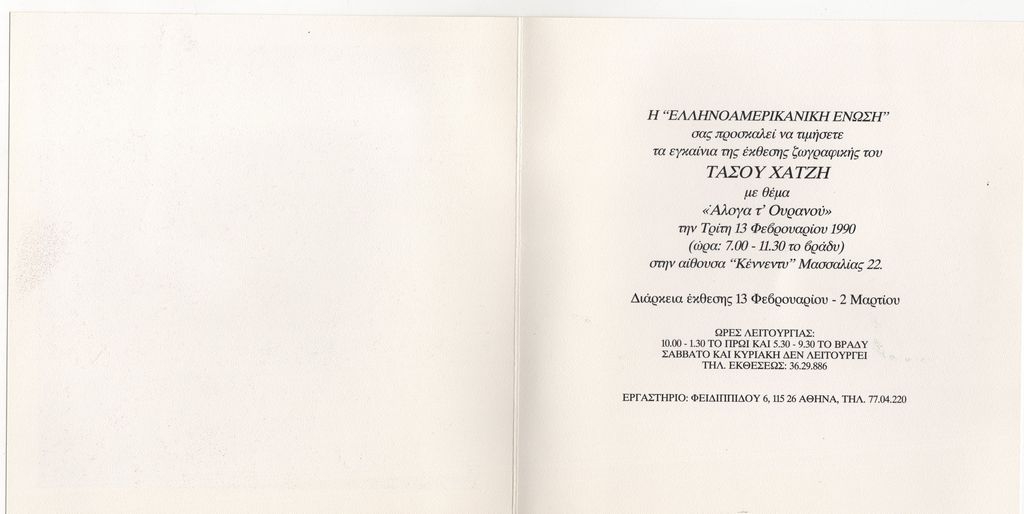 Η “ΕΛΛΗΝΟΑΜΕΡΙΚΑΝΙΚΗ ΕΝΩΣΗ”
σας προσκαλεί να τιμήσετε
τα εγκαίνια της έκθεσης ζωγραφικής του
ΤΑΣΟΥ ΧΑΤΖΗ
με θέμα
«Άλογα τ’ Ουρανού»
την Τρίτη 13 Φεβρουαρίου 1990
(ώρα: 7.00 - 11.30 το βράδυ)
στην αίθουσα “Κέννεντυ” Μασσαλίας 22.
Διάρκεια έκθεσης 13 Φεβρουαρίου - 2 Μαρτίου
ΩΡΕΣ ΛΕΙΤΟΥΡΓΙΑΣ:
10.00 - 1.30 ΤΟ ΠΡΩΙ ΚΑΙ 5.30 - 9.30 ΤΟ ΒΡΑΔΥ
ΣΑΒΒΑΤΟ ΚΑΙ ΚΥΡΙΑΚΗ ΔΕΝ ΛΕΙΤΟΥΡΓΕΙ
ΤΗΛ. ΕΚΘΕΣΕΩΣ: 36.29.886
ΕΡΓΑΣΤΗΡΙΟ: ΦΕΙΔΙΠΠΙΔΟΥ 6, 115 26 ΑΘΗΝΑ, ΤΗΛ. 77.04.220